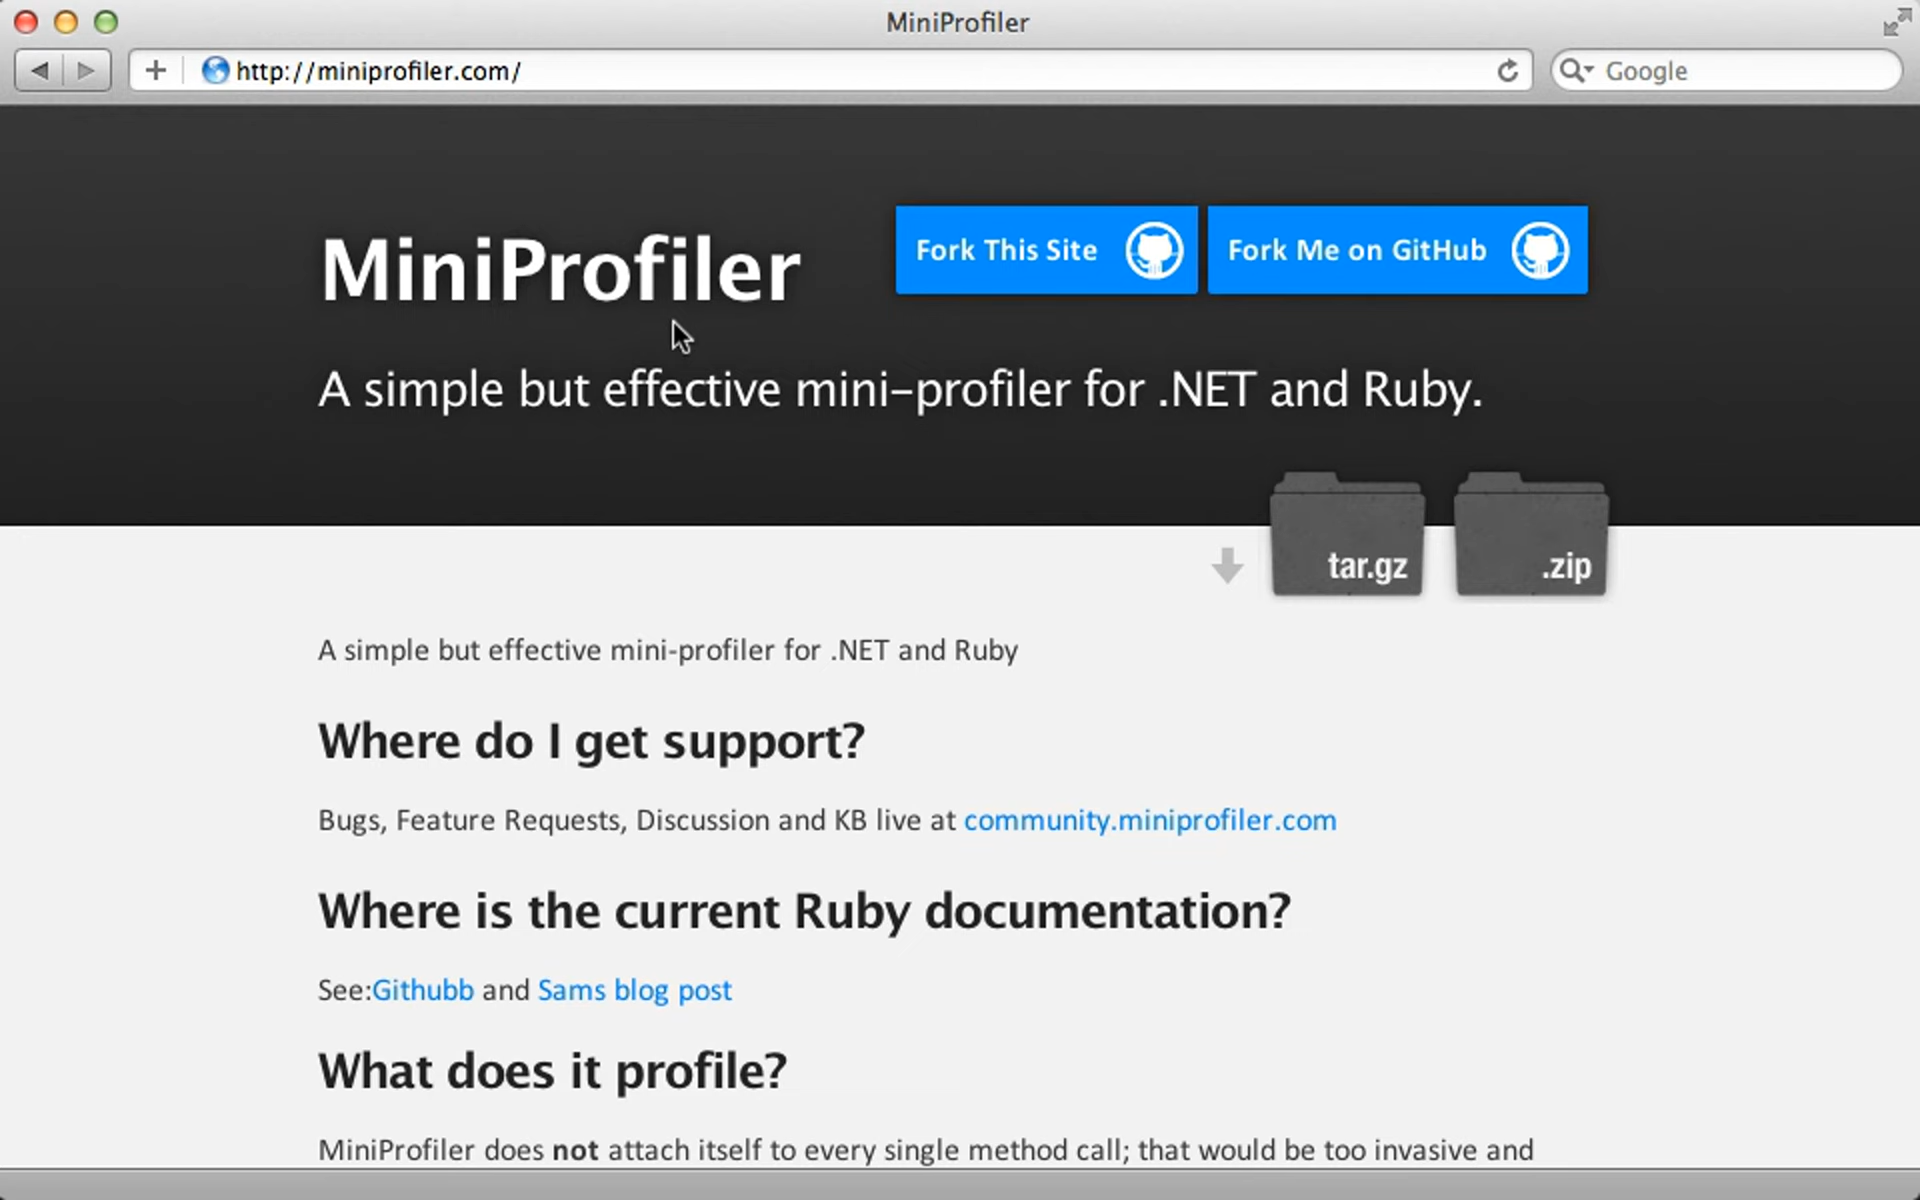 MiniProfiler
http://miniprofiler.com/
Google
MiniProfiler
Fork This Site
Fork Me on GitHub
A simple but effective mini-profiler for .NET and Ruby.
tar.gz
.zip
A simple but effective mini-profiler for .NET and Ruby
Where do I get support?
Bugs, Feature Requests, Discussion and KB live at community.miniprofiler.com
Where is the current Ruby documentation?
See:Githubb and Sams blog post
What does it profile?
MiniProfiler does not attach itself to every single method call; that would be too invasive and